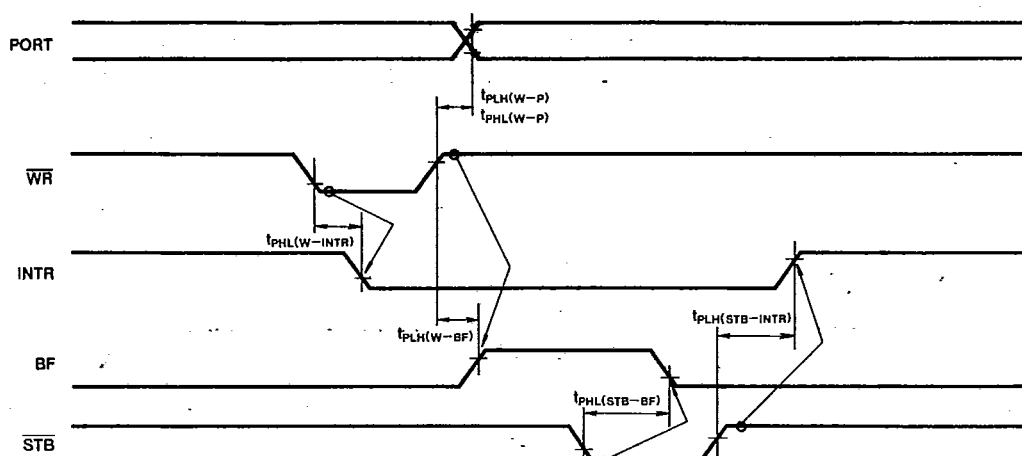 PORT
tPLH(W-P)
tPHL(W-P)
WR
tPHL(W-INTR)
INTR
tPLH(W-BF)
tPLH(STB-INTR)
BF
tPHL(STB-BF)
STB